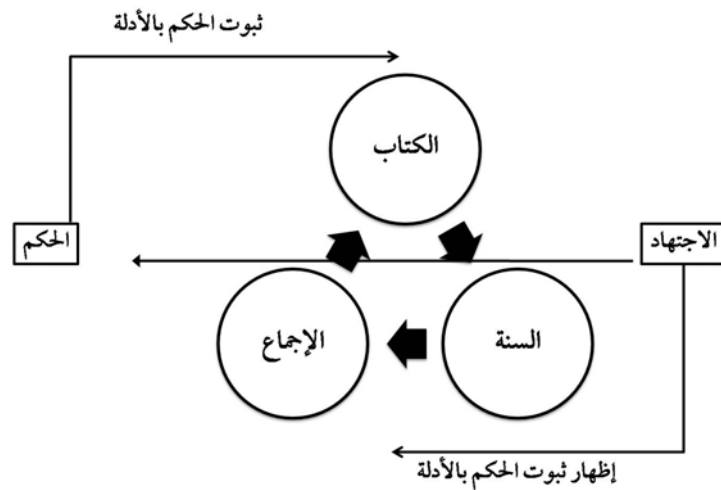 ثبوت الحكم بالأدلة
الكتاب
الاجتهاد
الحكم
السنة
الإجماع
إظهار ثبوت الحكم بالأدلة